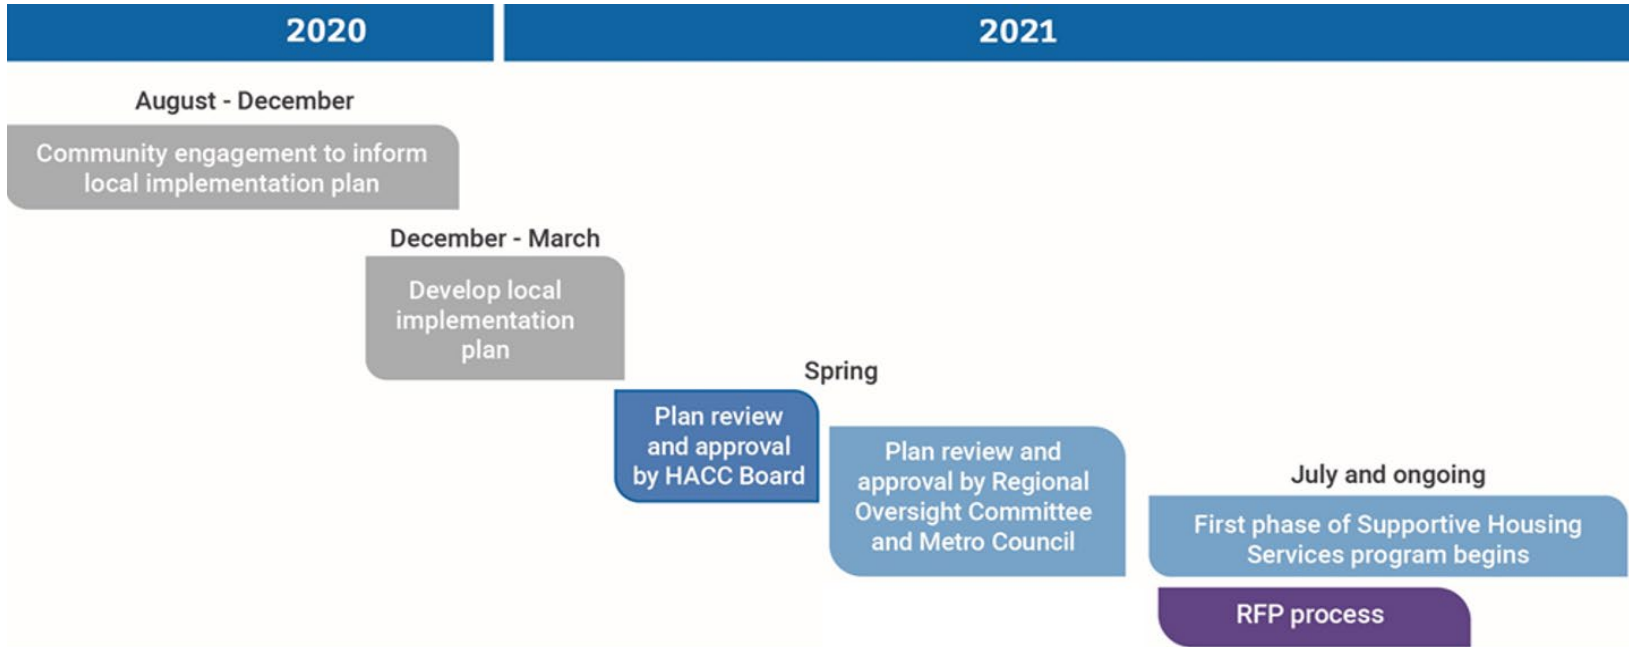 2020
2021
August - December
Community engagement to inform
local implementation plan
December - March
Develop local
implementation
plan
Spring
Plan review
and approval
by HACC Board
Plan review and
approval by Regional
Oversight Committee
and Metro Council
July and ongoing
First phase of Supportive Housing
Services program begins
RFP process